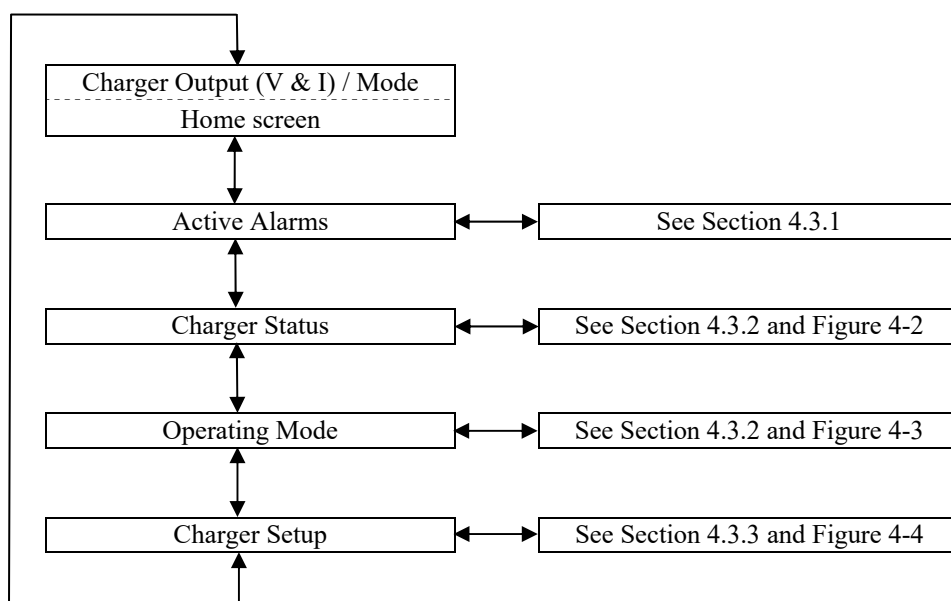 Charger Output (V & I) / Mode
Home screen
Active Alarms
See Section 4.3.1
Charger Status
See Section 4.3.2 and Figure 4-2
Operating Mode
See Section 4.3.2 and Figure 4-3
Charger Setup
See Section 4.3.3 and Figure 4-4